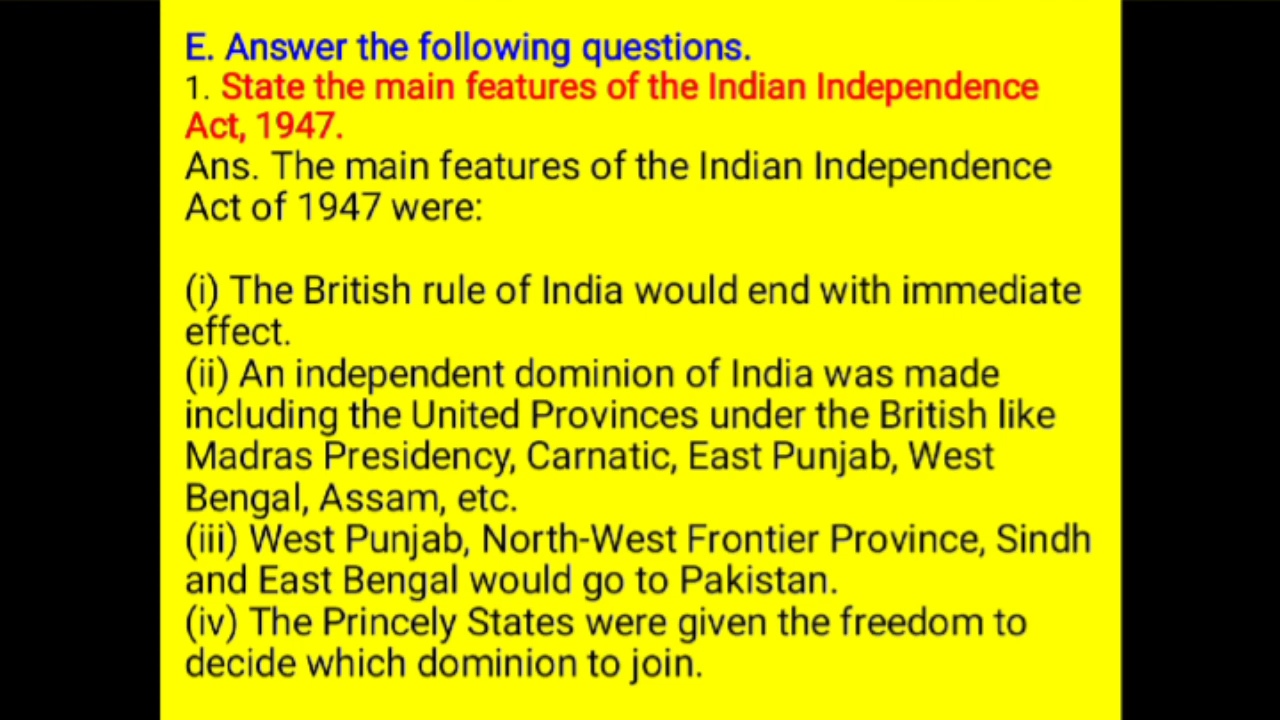 E. Answer the following questions.
1. State the main features of the Indian Independence
Act, 1947.
Ans. The main features of the Indian Independence
Act of 1947 were:
(i) The British rule of India would end with immediate
effect.
(ii) An independent dominion of India was made
including the United Provinces under the British like
Madras Presidency, Carnatic, East Punjab, West
Bengal, Assam, etc.
(iii) West Punjab, North-West Frontier Province, Sindh
and East Bengal would go to Pakistan.
(iv) The Princely States were given the freedom to
decide which dominion to join.